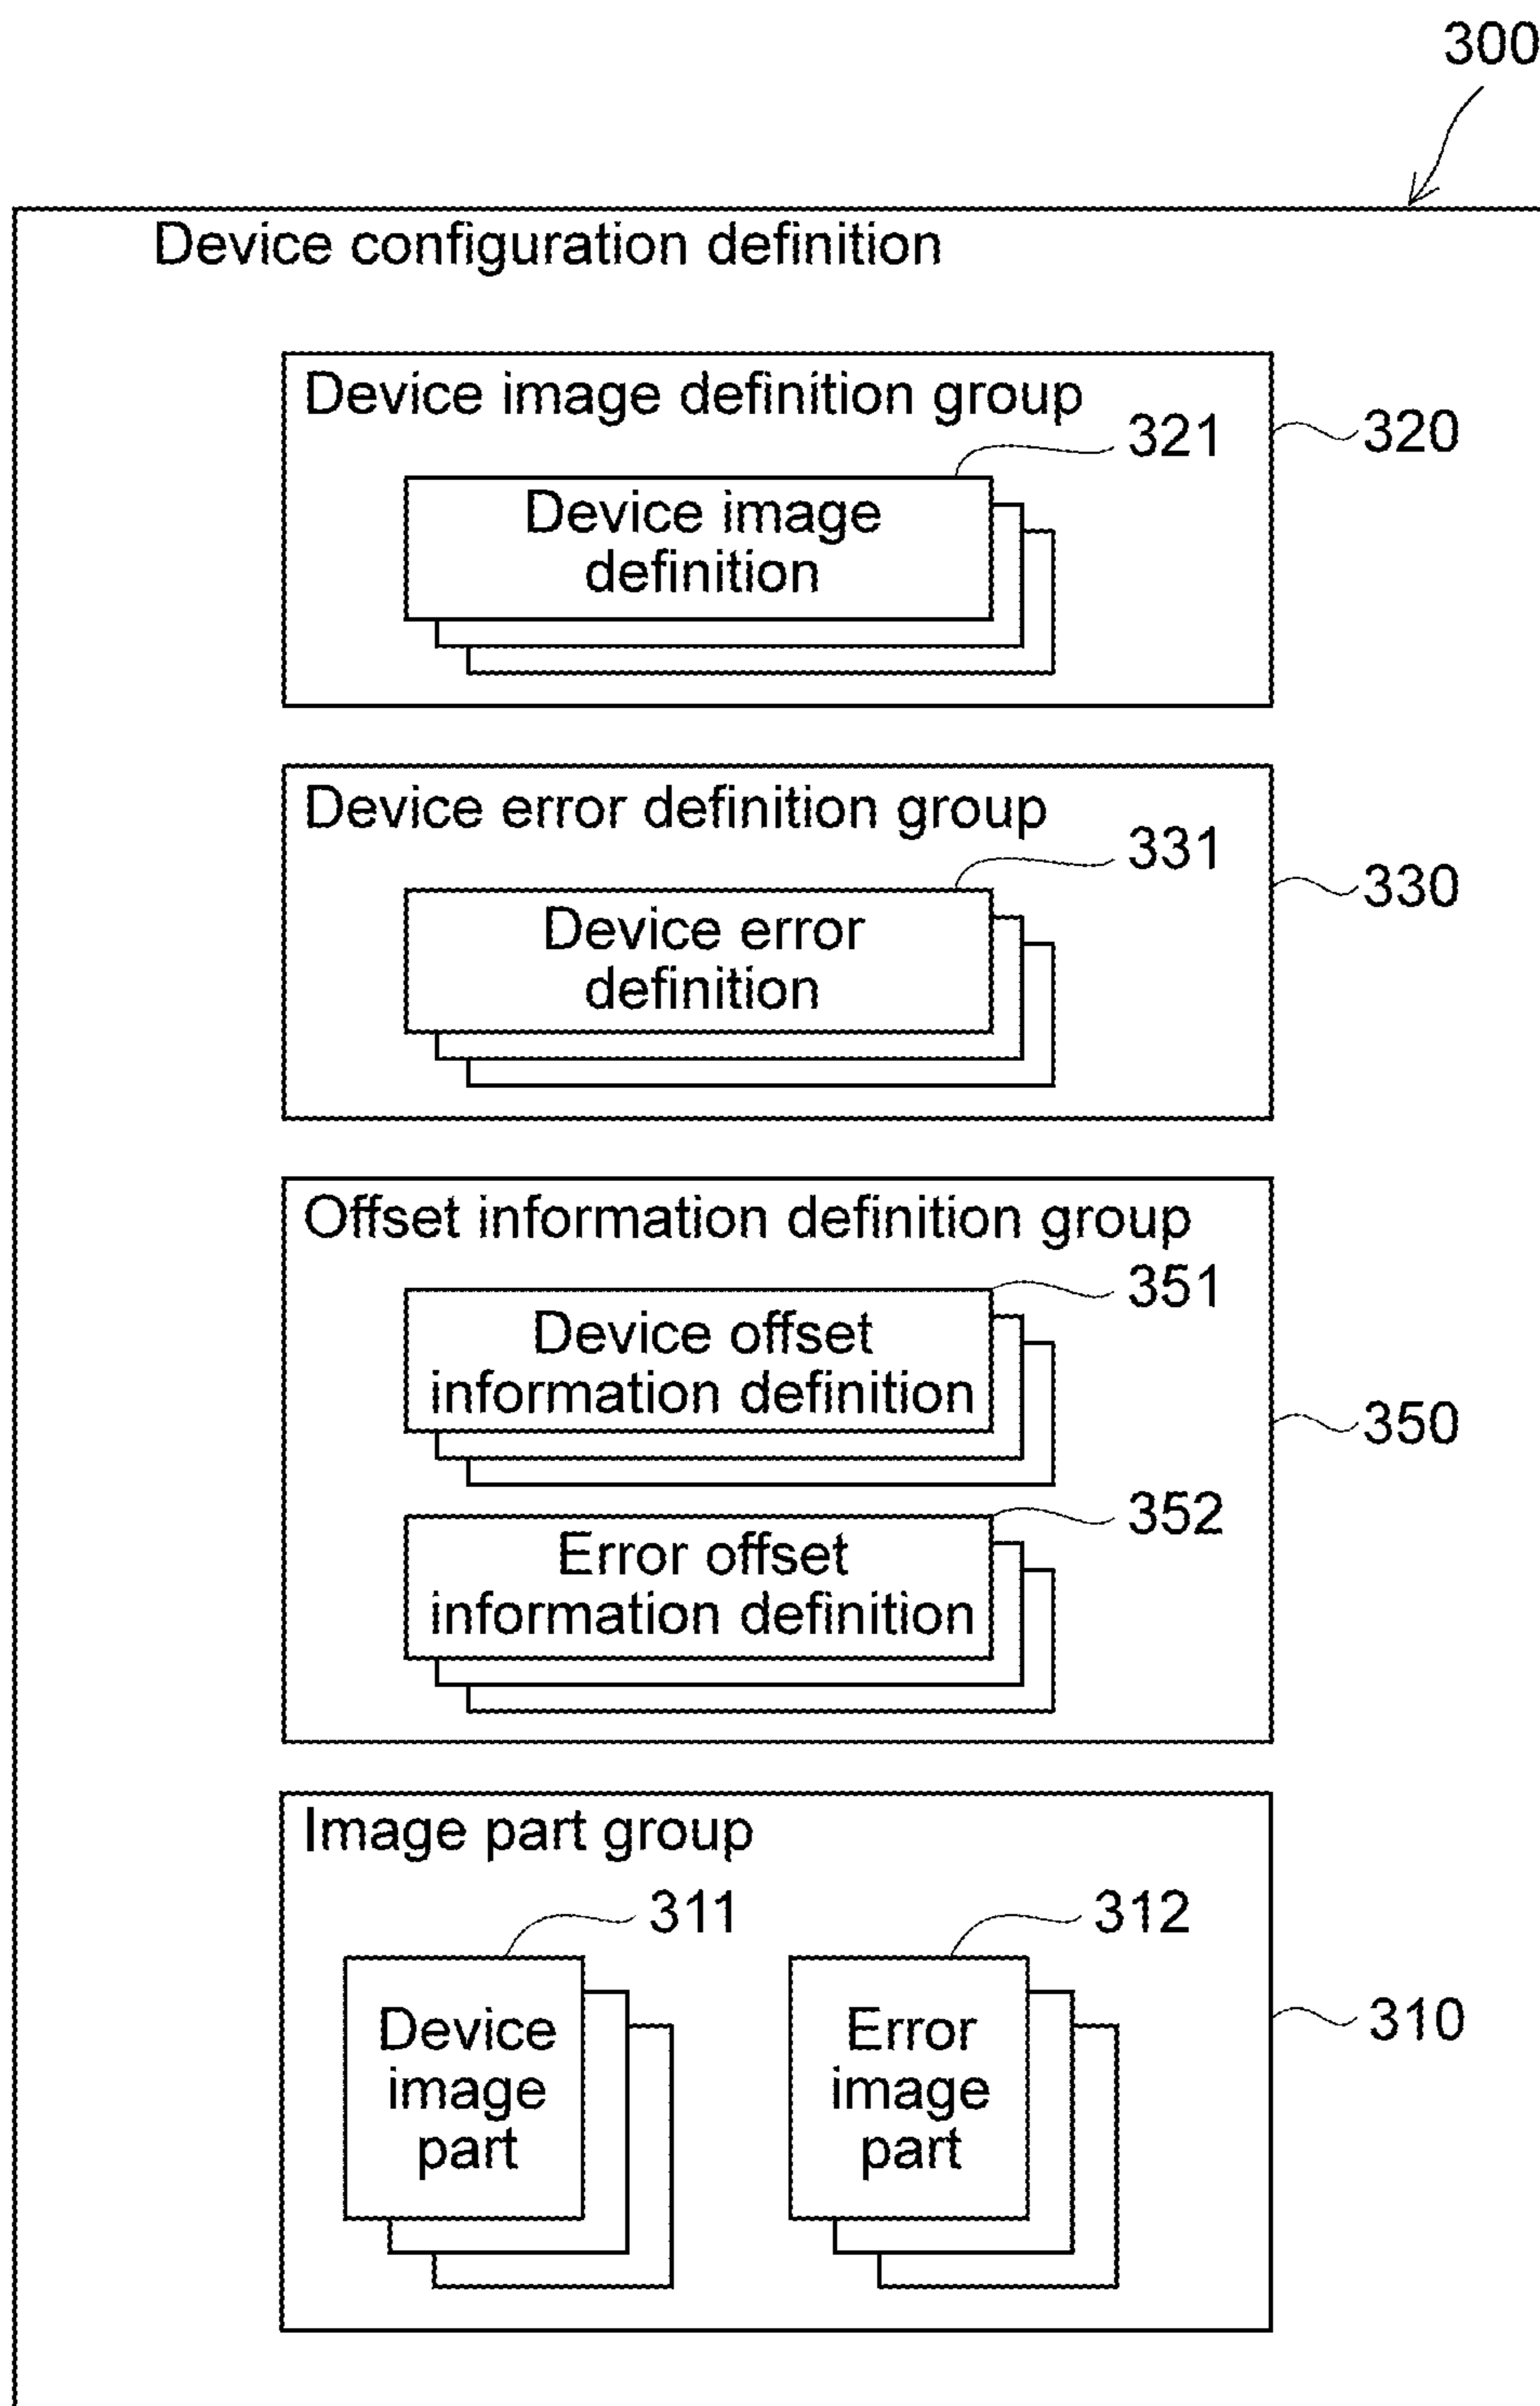 300
Device configuration definition
Device image definition group
321
320
Device image
definition
Device error definition group
331
330
Device error
definition
Offset information definition group
351
Device offset
information definition
350
352
Error offset
information definition
Image part group
311
312
310
Device
image
part
Error
image
part